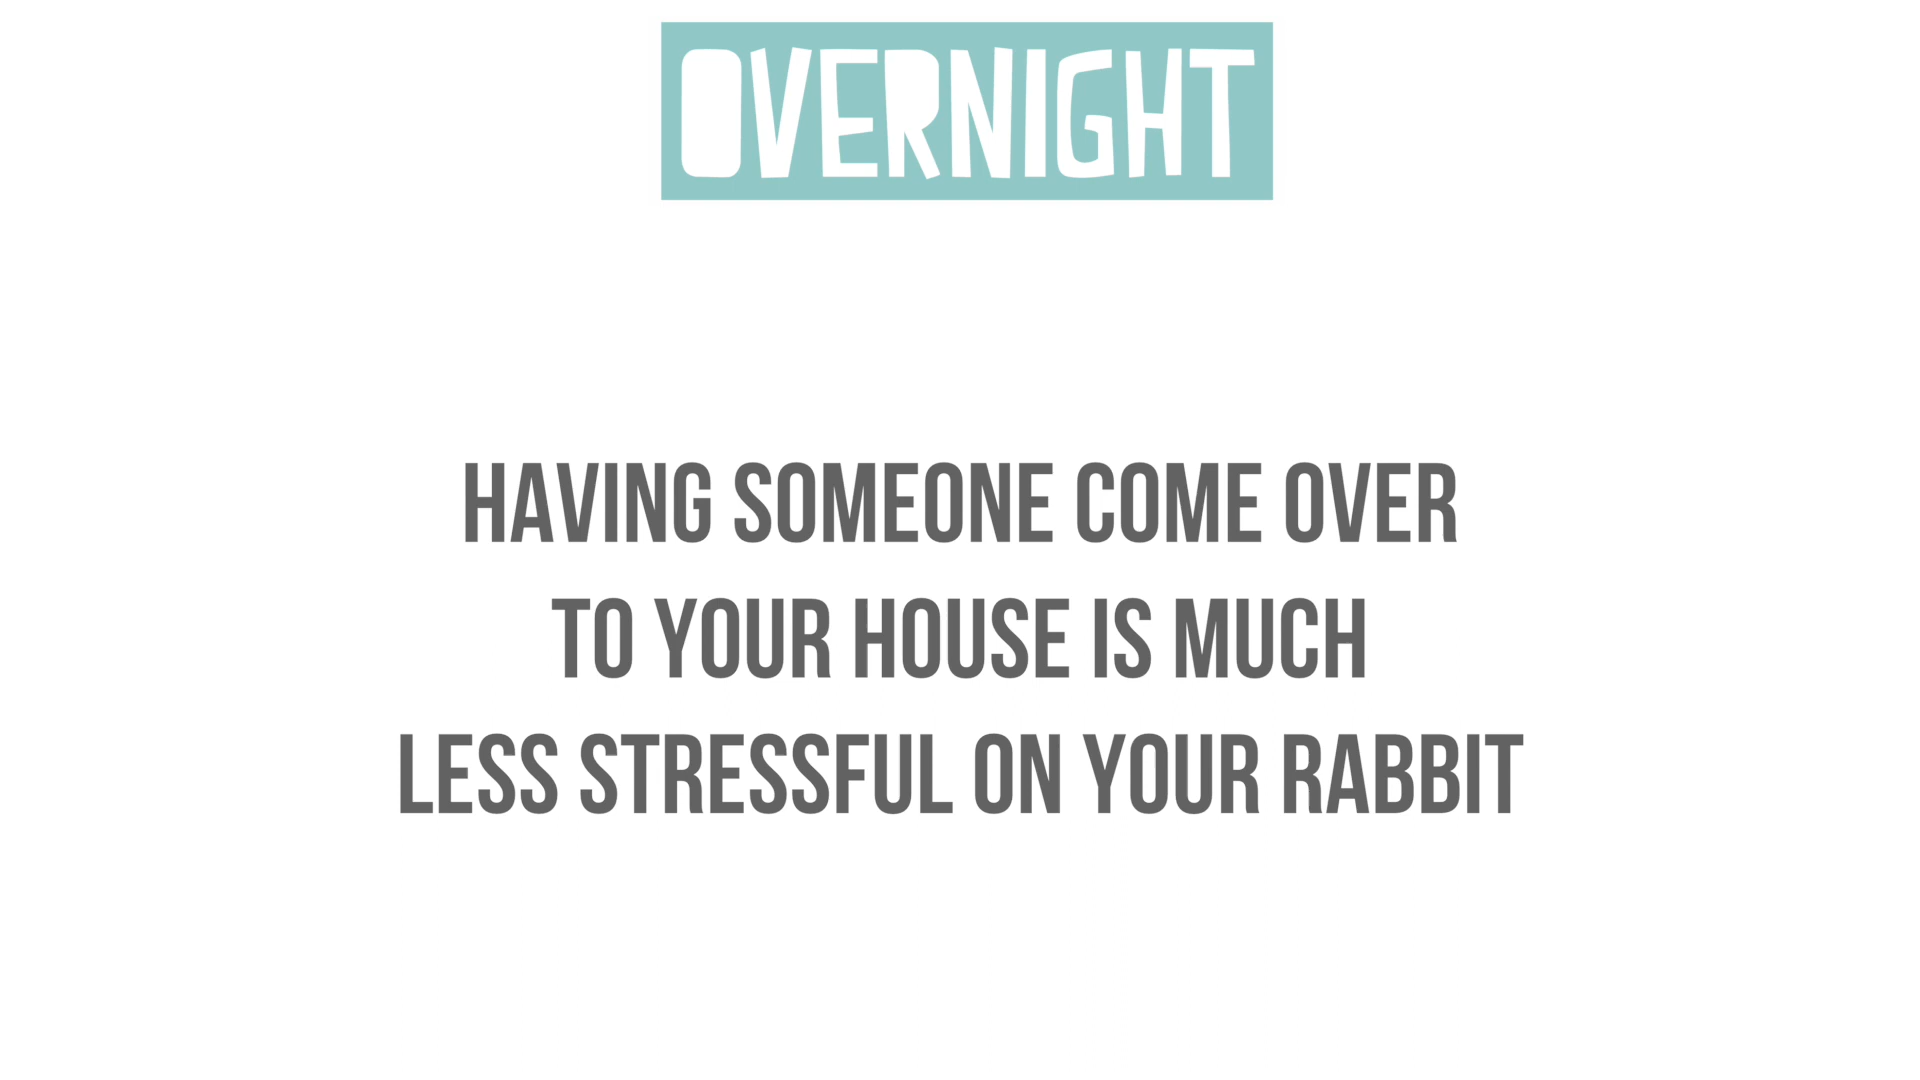 OVERNIGHT
HAVING SOMEONE COME OVER
TO YOUR HOUSE IS MUCH
LESS STRESSFUL ON YOUR RABBIT